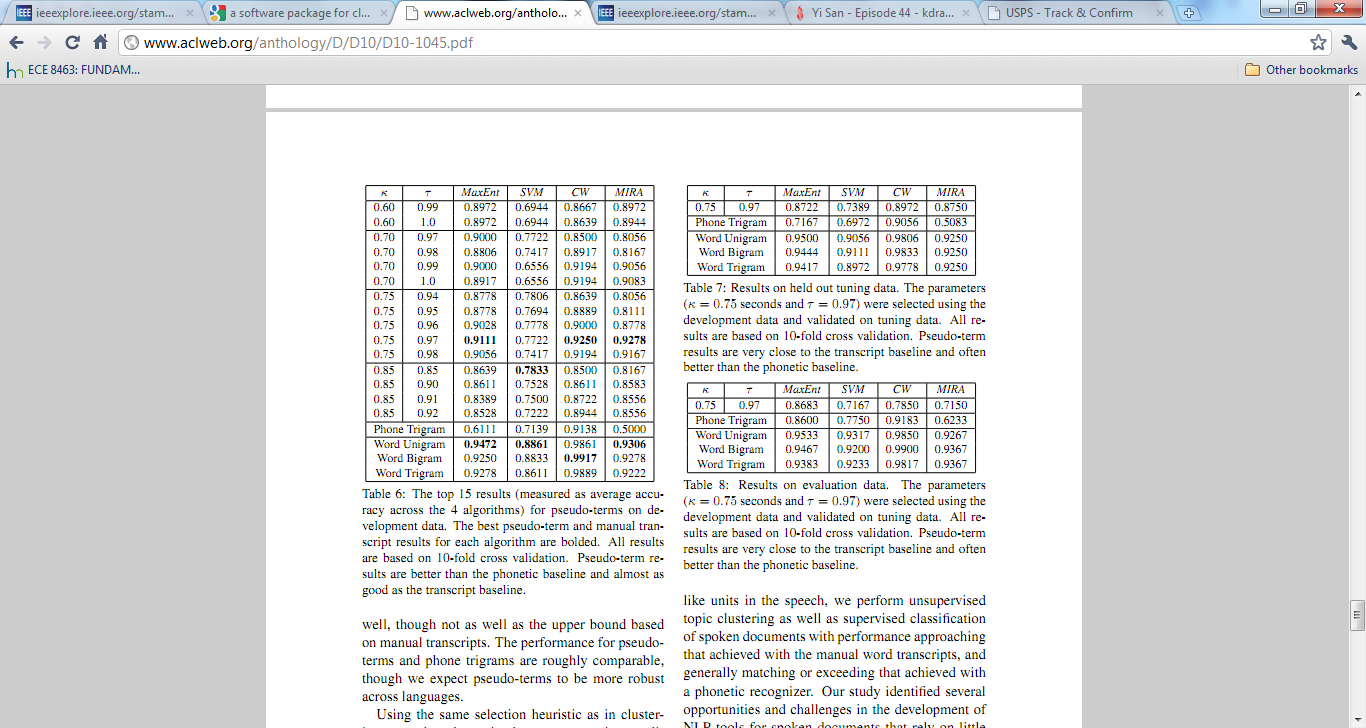 ieeexplore.ieee.org/stam...
a software package for cl...
www.aclweb.org/antholo...
ieeexplore.ieee.org/stam...
Yi San - Episode 44 - kdra...
USPS - Track & Confirm
www.aclweb.org/anthology/D/D10/D10-1045.pdf
ECE 8463: FUNDAM...
Other bookmarks
κ τ MaxEnt SVM CW MIRA
0.60 0.99 0.8972 0.6944 0.8667 0.8972
0.60 1.0 0.8972 0.6944 0.8639 0.8944
0.70 0.97 0.9000 0.7722 0.8500 0.8056
0.70 0.98 0.8806 0.7417 0.8917 0.8167
0.70 0.99 0.9000 0.6556 0.9194 0.9056
0.70 1.0 0.8917 0.6556 0.9194 0.9083
0.75 0.94 0.8778 0.7806 0.8639 0.8056
0.75 0.95 0.8778 0.7694 0.8889 0.8111
0.75 0.96 0.9028 0.7778 0.9000 0.8778
0.75 0.97 0.9111 0.7722 0.9250 0.9278
0.75 0.98 0.9056 0.7417 0.9194 0.9167
0.85 0.85 0.8639 0.7833 0.8500 0.8167
0.85 0.90 0.8611 0.7528 0.8611 0.8583
0.85 0.91 0.8389 0.7500 0.8722 0.8556
0.85 0.92 0.8528 0.7222 0.8944 0.8556
Phone Trigram 0.6111 0.7139 0.9138 0.5000
Word Unigram 0.9472 0.8861 0.9861 0.9306
Word Bigram 0.9250 0.8833 0.9917 0.9278
Word Trigram 0.9278 0.8611 0.9889 0.9222
Table 6: The top 15 results (measured as average accu-
racy across the 4 algorithms) for pseudo-terms on de-
velopment data. The best pseudo-term and manual tran-
script results for each algorithm are bolded. All results
are based on 10-fold cross validation. Pseudo-term re-
sults are better than the phonetic baseline and almost as
good as the transcript baseline.
well, though not as well as the upper bound based
on manual transcripts. The performance for pseudo-
terms and phone trigrams are roughly comparable,
though we expect pseudo-terms to be more robust
across languages.
Using the same selection heuristic as in cluster-
κ τ MaxEnt SVM CW MIRA
0.75 0.97 0.8722 0.7389 0.8972 0.8750
Phone Trigram 0.7167 0.6972 0.9056 0.5083
Word Unigram 0.9500 0.9056 0.9806 0.9250
Word Bigram 0.9444 0.9111 0.9833 0.9250
Word Trigram 0.9417 0.8972 0.9778 0.9250
Table 7: Results on held out tuning data. The parameters
(κ = 0.75 seconds and τ = 0.97) were selected using the
development data and validated on tuning data. All re-
sults are based on 10-fold cross validation. Pseudo-term
results are very close to the transcript baseline and often
better than the phonetic baseline.
κ τ MaxEnt SVM CW MIRA
0.75 0.97 0.8683 0.7167 0.7850 0.7150
Phone Trigram 0.8600 0.7750 0.9183 0.6233
Word Unigram 0.9533 0.9317 0.9850 0.9267
Word Bigram 0.9467 0.9200 0.9900 0.9367
Word Trigram 0.9383 0.9233 0.9817 0.9367
Table 8: Results on evaluation data. The parameters
(κ = 0.75 seconds and τ = 0.97) were selected using the
development data and validated on tuning data. All re-
sults are based on 10-fold cross validation. Pseudo-term
results are very close to the transcript baseline and often
better than the phonetic baseline.
like units in the speech, we perform unsupervised
topic clustering as well as supervised classification
of spoken documents with performance approaching
that achieved with the manual word transcripts, and
generally matching or exceeding that achieved with
a phonetic recognizer. Our study identified several
opportunities and challenges in the development of
NLP tools for spoken documents that rely on little